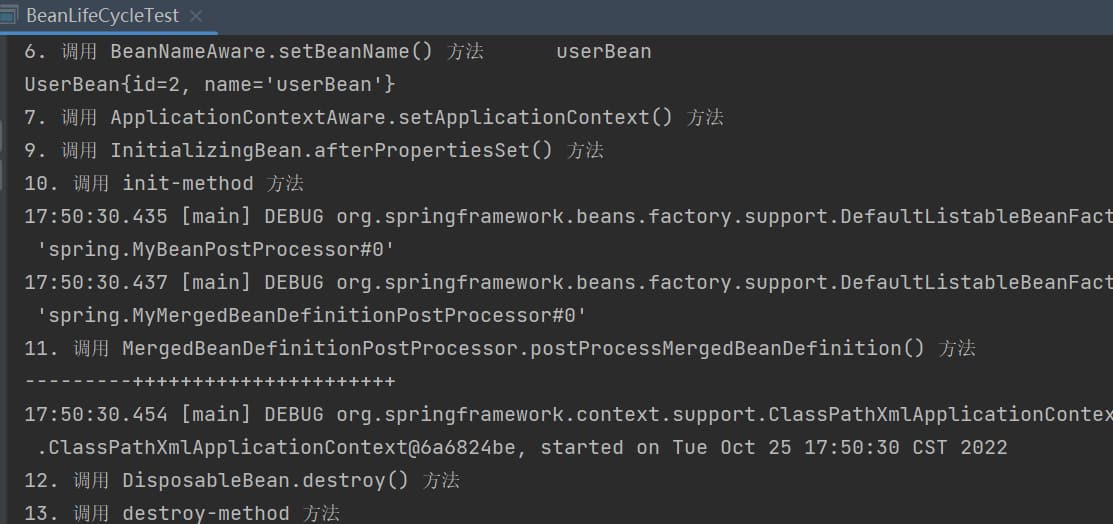 BeanLifeCycleTest
6. 调用 BeanNameAware.setBeanName() 方法 userBean
UserBean{id=2, name='userBean'}
7. 调用 ApplicationContextAware.setApplicationContext() 方法
9. 调用 InitializingBean.afterPropertiesSet() 方法
10. 调用 init-method 方法
17:50:30.435 [main] DEBUG org.springframework.beans.factory.support.DefaultListableBeanFact
'spring.MyBeanPostProcessor#0'
17:50:30.437 [main] DEBUG org.springframework.beans.factory.support.DefaultListableBeanFact
'spring.MyMergedBeanDefinitionPostProcessor#0'
11. 调用 MergedBeanDefinitionPostProcessor.postProcessMergedBeanDefinition() 方法
---------++++++++++++++++++++++
17:50:30.454 [main] DEBUG org.springframework.context.support.ClassPathXmlApplicationContex
.ClassPathXmlApplicationContext@6a6824be, started on Tue Oct 25 17:50:30 CST 2022
12. 调用 DisposableBean.destroy() 方法
13. 调用 destroy-method 方法